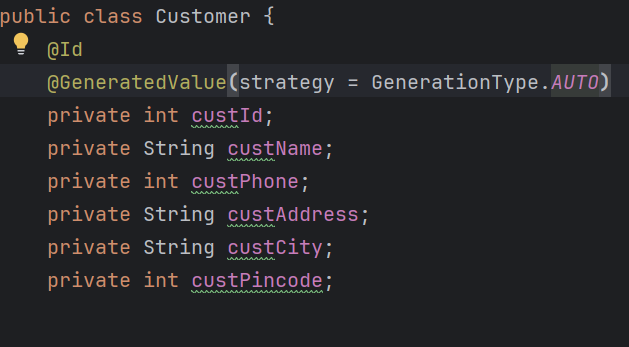 public class Customer {
@Id
@GeneratedValue(strategy = GenerationType.AUTO)
private int custId;
private String custName;
private int custPhone;
private String custAddress;
private String custCity;
private int custPincode;